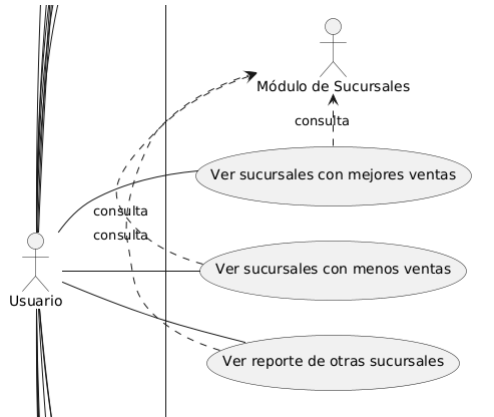 Módulo de Sucursales
consulta
Ver sucursales con mejores ventas
consulta
consulta
Ver sucursales con menos ventas
Usuario
Ver reporte de otras sucursales